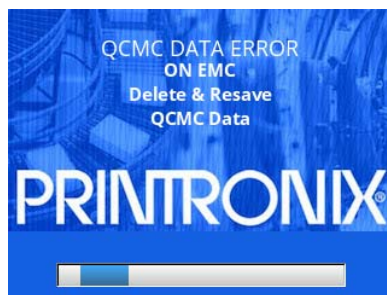 QCMC DATA ERROR
ON EMC
Delete & Resave
QCMC Data
PRINTRONIX®